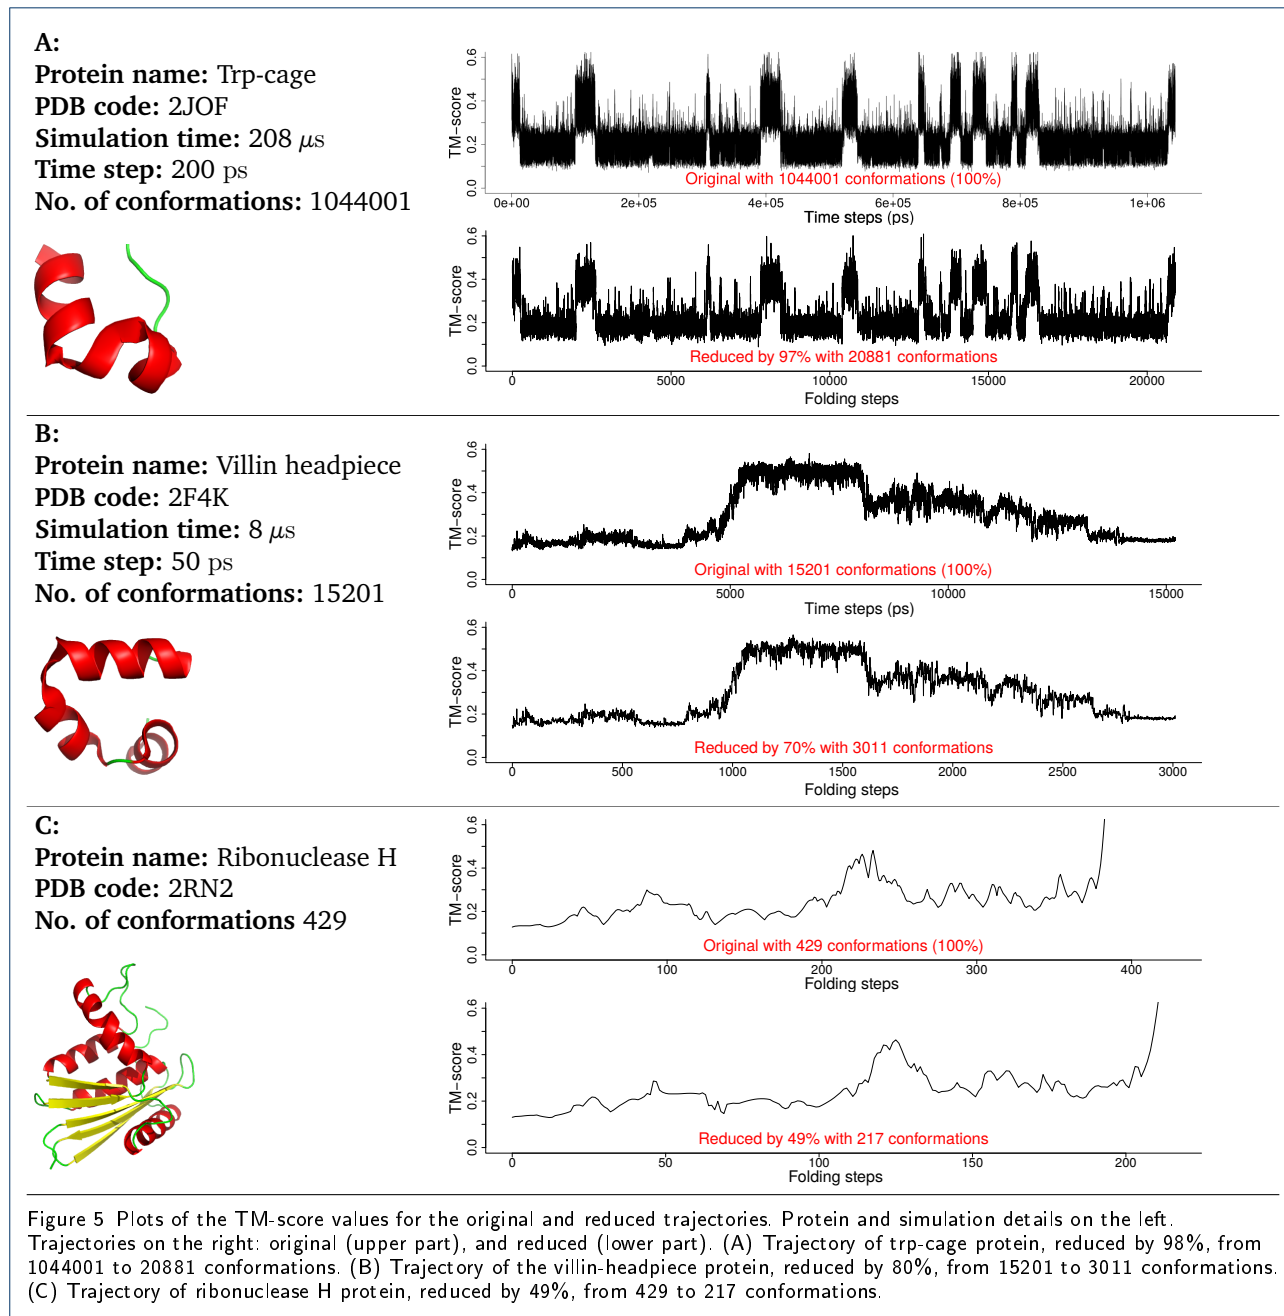 A:
Protein name: Trp-cage
PDB code: 2JOF
Simulation time: 208 μs
Time step: 200 ps
No. of conformations: 1044001
TM−score
0.0
0.2
0.4
0.6
Original with 1044001 conformations (100%)
0e+00 2e+05 4e+05 6e+05 8e+05 1e+06
Time steps (ps)
TM−score
0.0
0.2
0.4
0.6
Reduced by 97% with 20881 conformations
0 5000 10000 15000 20000
Folding steps
B:
Protein name: Villin headpiece
PDB code: 2F4K
Simulation time: 8 μs
Time step: 50 ps
No. of conformations: 15201
TM−score
0.0
0.2
0.4
0.6
Original with 15201 conformations (100%)
0 5000 10000 15000
Time steps (ps)
TM−score
0.0
0.2
0.4
0.6
Reduced by 70% with 3011 conformations
0 500 1000 1500 2000 2500 3000
Folding steps
C:
Protein name: Ribonuclease H
PDB code: 2RN2
No. of conformations 429
TM−score
0.0
0.2
0.4
0.6
Original with 429 conformations (100%)
0 100 200 300 400
Folding steps
TM−score
0.0
0.2
0.4
0.6
Reduced by 49% with 217 conformations
0 50 100 150 200
Folding steps
Figure 5 Plots of the TM-score values for the original and reduced trajectories. Protein and simulation details on the left.
Trajectories on the right: original (upper part), and reduced (lower part). (A) Trajectory of trp-cage protein, reduced by 98%, from
1044001 to 20881 conformations. (B) Trajectory of the villin-headpiece protein, reduced by 80%, from 15201 to 3011 conformations.
(C) Trajectory of ribonuclease H protein, reduced by 49%, from 429 to 217 conformations.